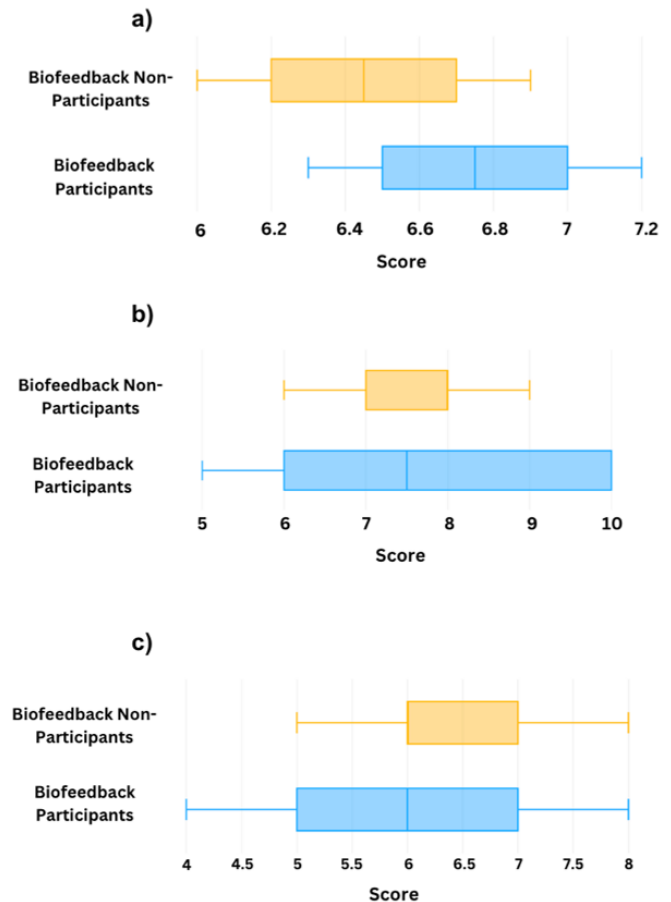 a)
Biofeedback Non-
Participants
Biofeedback
Participants
6 6.2 6.4 6.6 6.8 7 7.2
Score
b)
Biofeedback Non-
Participants
Biofeedback
Participants
5 6 7 8 9 10
Score
c)
Biofeedback Non-
Participants
Biofeedback
Participants
4 4.5 5 5.5 6 6.5 7 7.5 8
Score